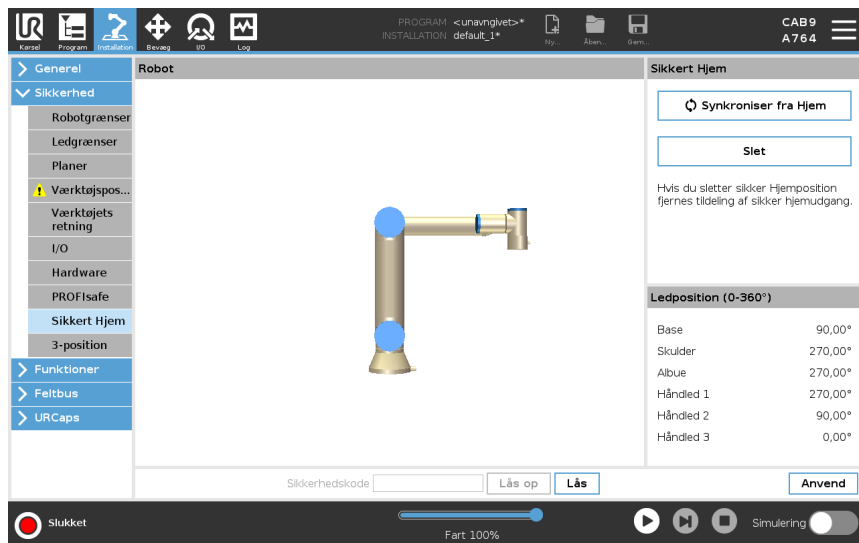 UR
Kørsel
Program
Installation
Bevæg
I/O
Log
PROGRAM <unavngivet>*
INSTALLATION default_1*
Ny...
Åben...
Gem...
CAB9
A764
Generel
Sikkerhed
Robotgrænser
Ledgrænser
Planer
Værktøjspos...
Værktøjets
retning
I/O
Hardware
PROFIsafe
Sikkert Hjem
3-position
Funktioner
Feltbus
URCaps
Robot
Sikkert Hjem
Synkroniser fra Hjem
Slet
Hvis du sletter sikker Hjemposition
fjernes tildeling af sikker hjemudgang.
Ledposition (0-360°)
Base 90,00°
Skulder 270,00°
Albue 270,00°
Håndled 1 270,00°
Håndled 2 90,00°
Håndled 3 0,00°
Sikkerhedskode
Lås op
Lås
Anvend
Slukket
Fart 100%
Simulering